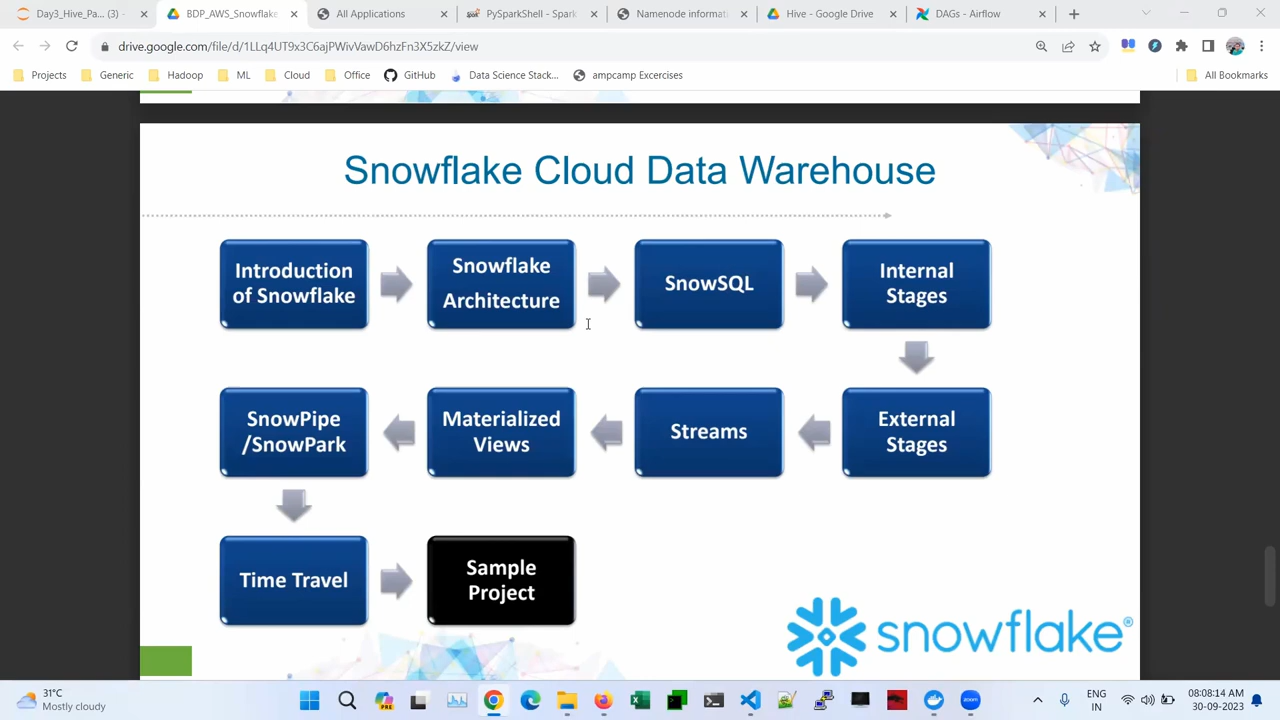 Day3_Hive_Pa... (3)
BDP_AWS_Snowflake
All Applications
PySparkShell - Spark
Namenode informati
Hive - Google Drive
DAGs - Airflow
drive.google.com/file/d/1LLq4UT9x3C6ajPWivVawD6hzFn3X5zkZ/view
Projects
Generic
Hadoop
ML
Cloud
Office
GitHub
Data Science Stack...
ampcamp Excercises
All Bookmarks
Snowflake Cloud Data Warehouse
Introduction
of Snowflake
Snowflake
Architecture
SnowSQL
Internal
Stages
SnowPipe
/SnowPark
Materialized
Views
Streams
External
Stages
Time Travel
Sample
Project
snowflake®
31°C
Mostly cloudy
PRE
zoom
ENG
IN
08:08:14 AM
30-09-2023